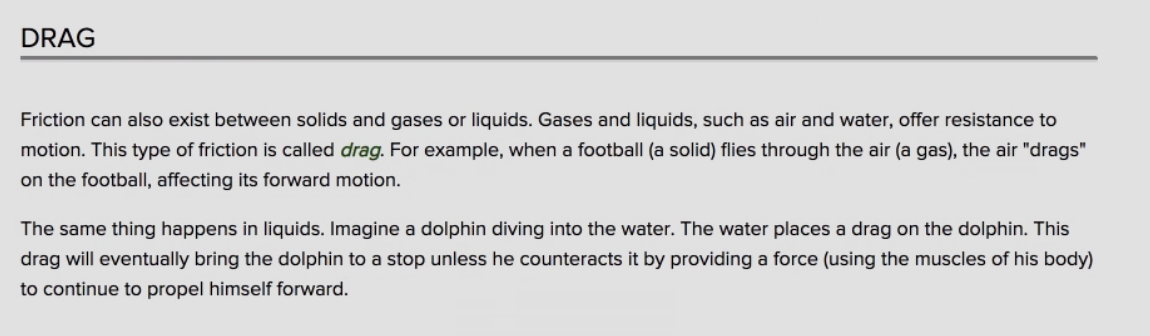 DRAG
Friction can also exist between solids and gases or liquids. Gases and liquids, such as air and water, offer resistance to
motion. This type of friction is called drag. For example, when a football (a solid) flies through the air (a gas), the air "drags"
on the football, affecting its forward motion.
The same thing happens in liquids. Imagine a dolphin diving into the water. The water places a drag on the dolphin. This
drag will eventually bring the dolphin to a stop unless he counteracts it by providing a force (using the muscles of his body)
to continue to propel himself forward.